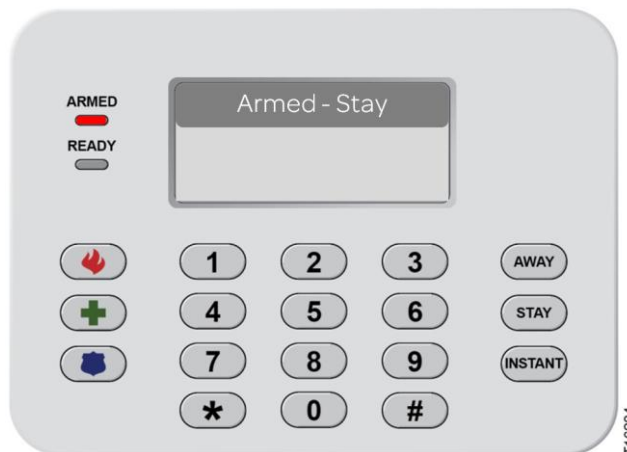 ARMED
Armed - Stay
READY
1 2 3 AWAY
4 5 6 STAY
7 8 9 INSTANT
* 0 #